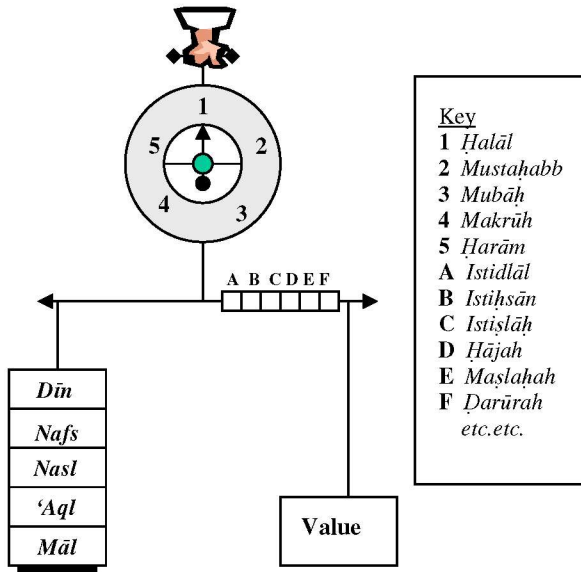 1
5 2
4 3
A B C D E F
Dīn
Nafs
Nasl
‘Aql
Māl
Value
Key
1 Ḥalāl
2 Mustaḥabb
3 Mubāḥ
4 Makrūh
5 Ḥarām
A Istidlāl
B Istiḥsān
C Istiṣlāḥ
D Ḥājah
E Maṣlaḥah
F Ḍarūrah
etc.etc.